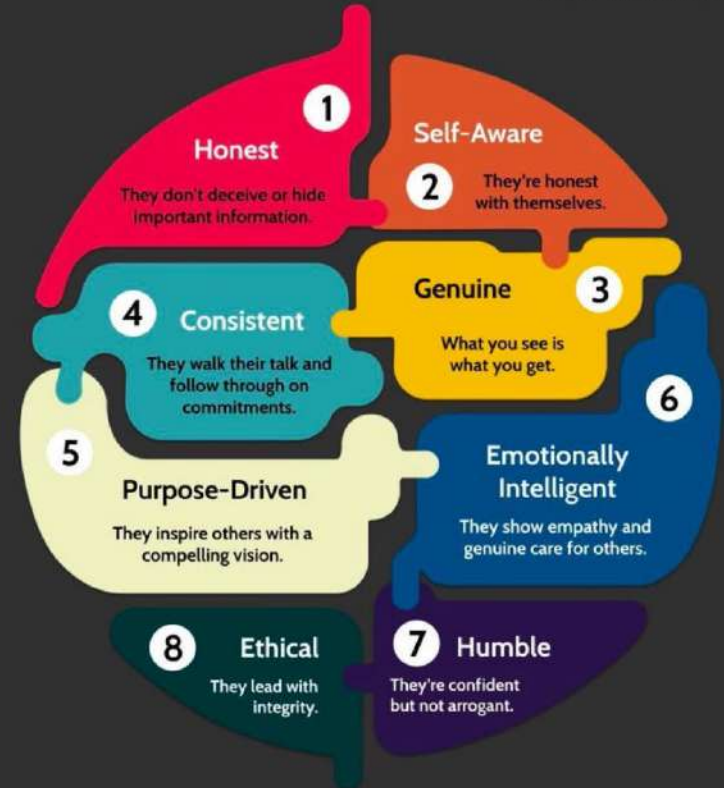 1
Honest
They don't deceive or hide
important information.
Self-Aware
2
They're honest
with themselves.
Genuine
3
What you see is
what you get.
4
Consistent
They walk their talk and
follow through on
commitments.
5
Purpose-Driven
They inspire others with a
compelling vision.
6
Emotionally
Intelligent
They show empathy and
genuine care for others.
7
Humble
They're confident
but not arrogant.
8
Ethical
They lead with
integrity.